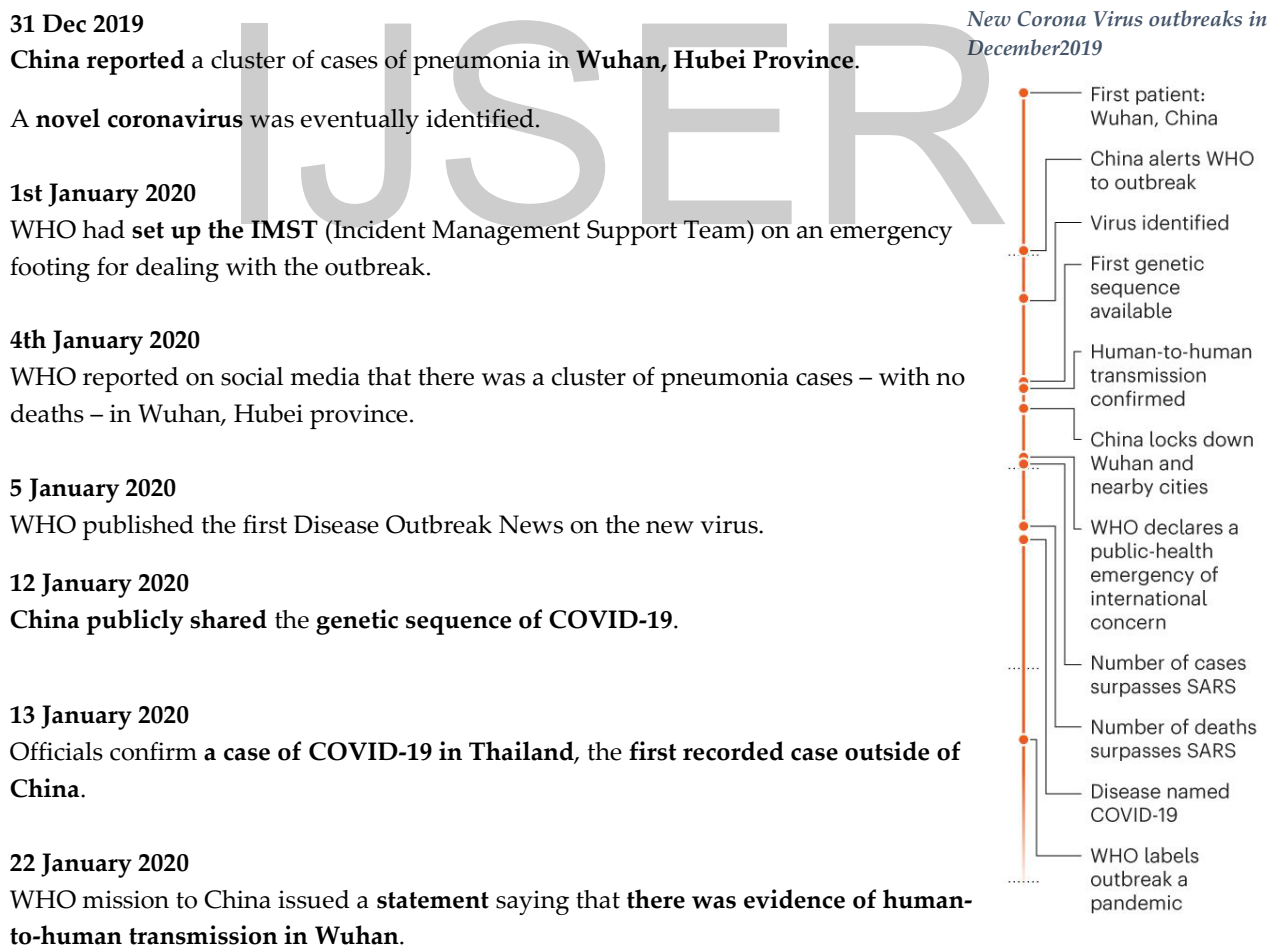 IJSER
31 Dec 2019
China reported a cluster of cases of pneumonia in Wuhan, Hubei Province.
A novel coronavirus was eventually identified.
1st January 2020
WHO had set up the IMST (Incident Management Support Team) on an emergency
footing for dealing with the outbreak.
4th January 2020
WHO reported on social media that there was a cluster of pneumonia cases – with no
deaths – in Wuhan, Hubei province.
5 January 2020
WHO published the first Disease Outbreak News on the new virus.
12 January 2020
China publicly shared the genetic sequence of COVID-19.
13 January 2020
Officials confirm a case of COVID-19 in Thailand, the first recorded case outside of
China.
22 January 2020
WHO mission to China issued a statement saying that there was evidence of human-
to-human transmission in Wuhan.
New Corona Virus outbreaks in
December2019
First patient:
Wuhan, China
China alerts WHO
to outbreak
Virus identified
First genetic
sequence
available
Human-to-human
transmission
confirmed
China locks down
Wuhan and
nearby cities
WHO declares a
public-health
emergency of
international
concern
Number of cases
surpasses SARS
Number of deaths
surpasses SARS
Disease named
COVID-19
WHO labels
outbreak a
pandemic